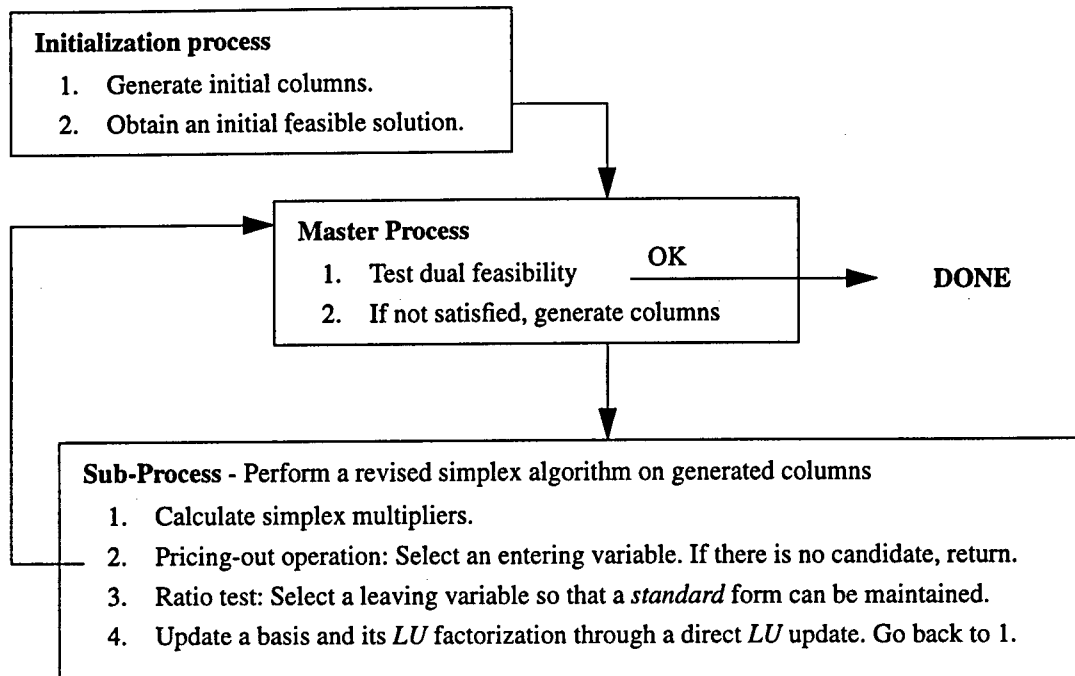 Initialization process
1. Generate initial columns.
2. Obtain an initial feasible solution.
Master Process
1. Test dual feasibility
OK
DONE
2. If not satisfied, generate columns
Sub-Process - Perform a revised simplex algorithm on generated columns
1. Calculate simplex multipliers.
2. Pricing-out operation: Select an entering variable. If there is no candidate, return.
3. Ratio test: Select a leaving variable so that a standard form can be maintained.
4. Update a basis and its LU factorization through a direct LU update. Go back to 1.